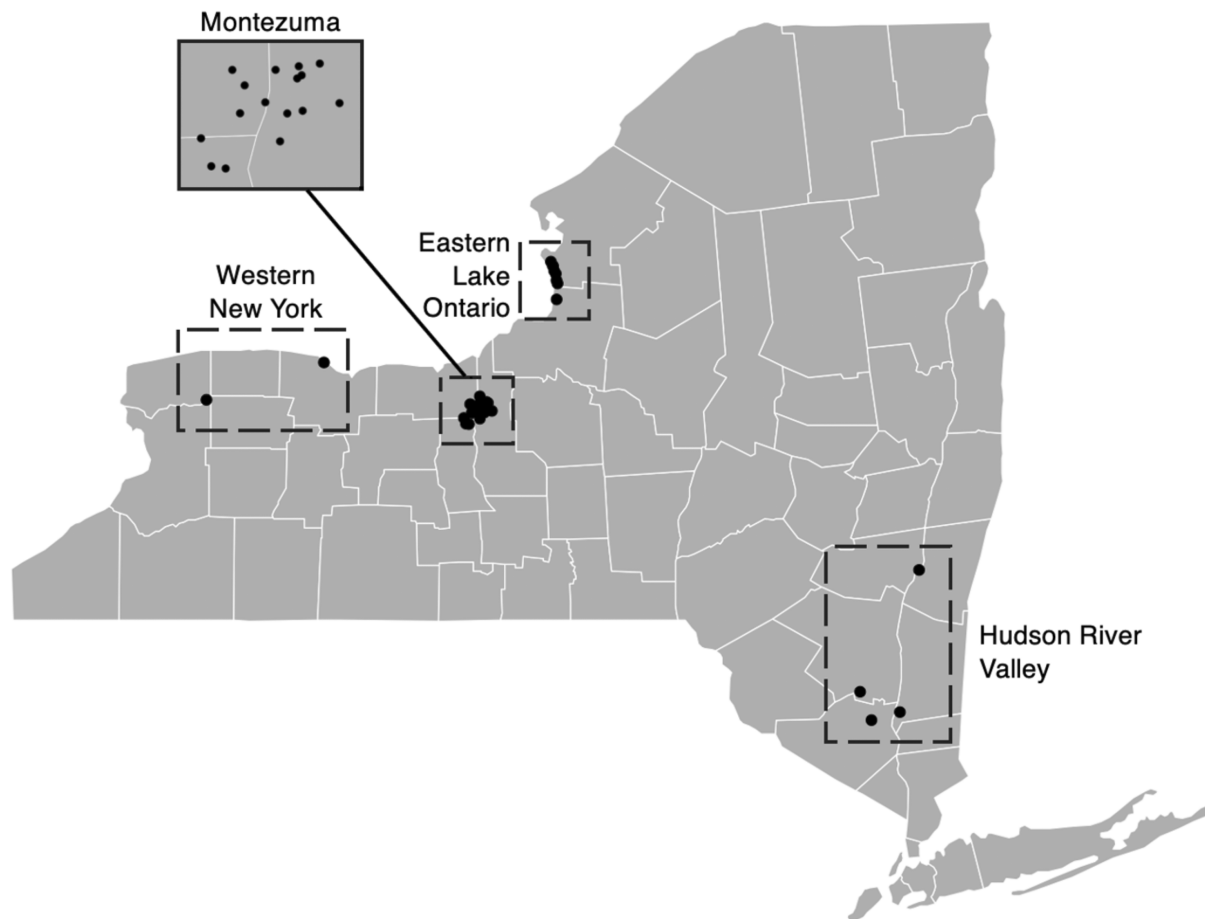 Montezuma
Eastern
Lake
Ontario
Western
New York
Hudson River
Valley